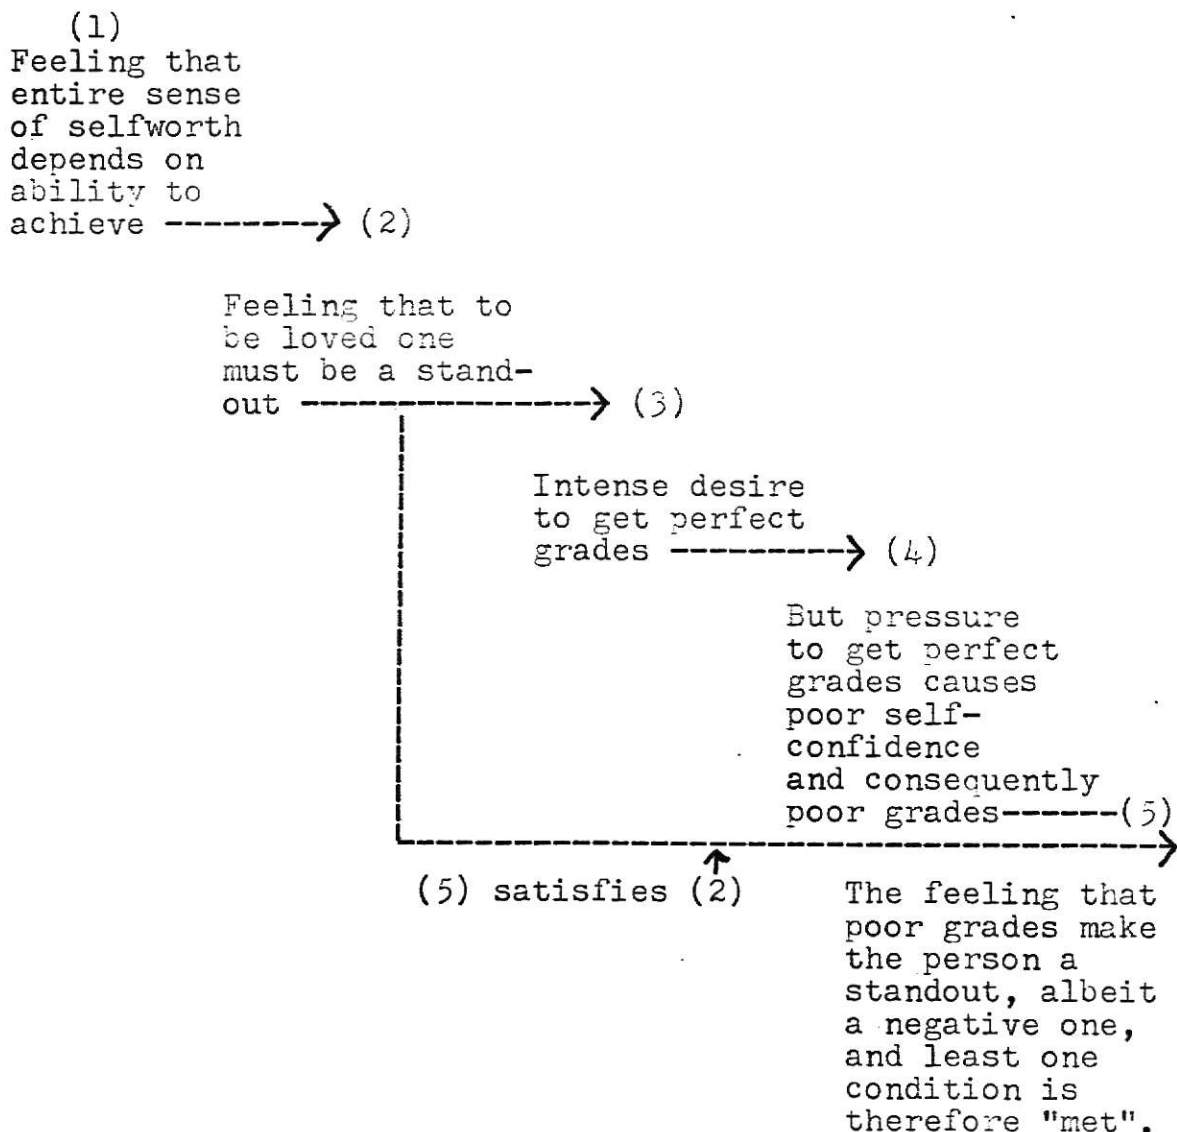 (1)
Feeling that
entire sense
of selfworth
depends on
ability to
achieve --------> (2)
Feeling that to
be loved one
must be a stand-
out --------------> (3)
Intense desire
to get perfect
grades ---------> (4)
But pressure
to get perfect
grades causes
poor self-
confidence
and consequently
poor grades------(5)
(5) satisfies (2)
The feeling that
poor grades make
the person a
standout, albeit
a negative one,
and least one
condition is
therefore "met".